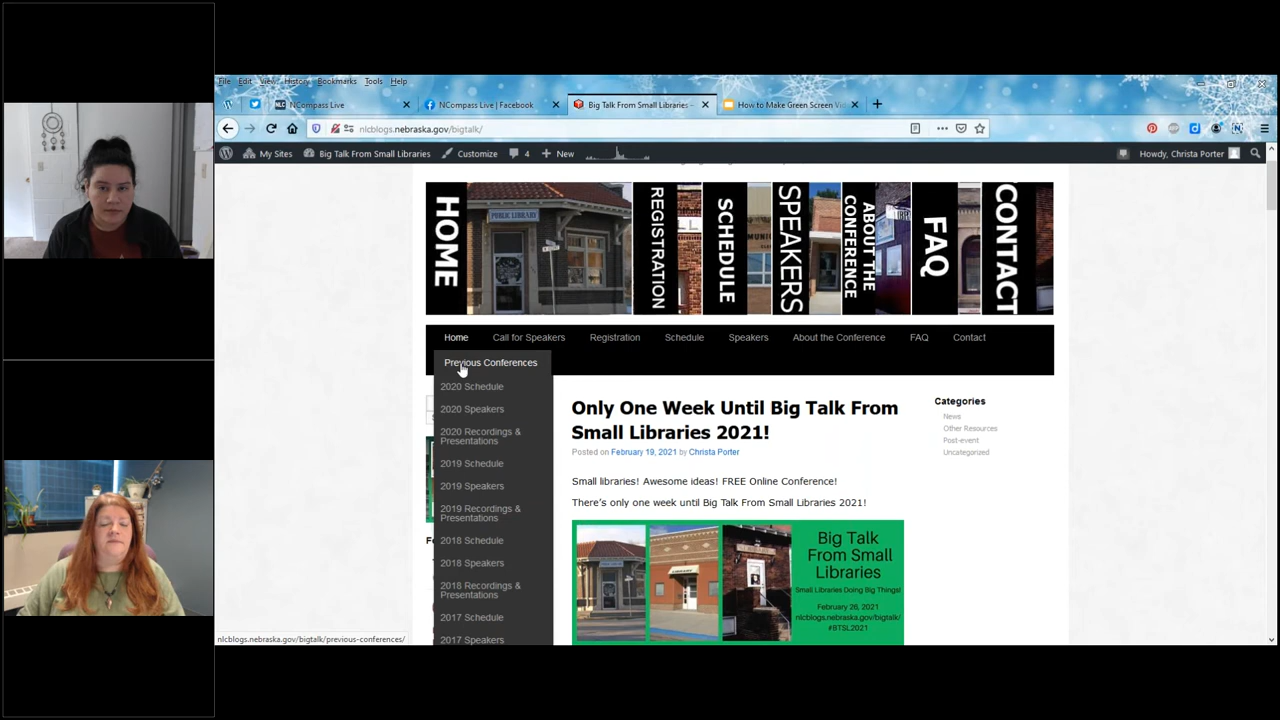 File Edit View History Bookmarks Tools Help
NCompass Live
NCompass Live | Facebook
Big Talk From Small Libraries –
How to Make Green Screen Vi
nlcblogs.nebraska.gov/bigtalk/
My Sites
Big Talk From Small Libraries
Customize
4
New
Howdy, Christa Porter
HOME
PUBLIC LIBRARY
REGISTRATION
SCHEDULE
SPEAKERS
ABOUT THE CONFERENCE
FAQ
CONTACT
Home Call for Speakers Registration Schedule Speakers About the Conference FAQ Contact
Previous Conferences
2020 Schedule
2020 Speakers
2020 Recordings &
Presentations
2019 Schedule
2019 Speakers
2019 Recordings &
Presentations
2018 Schedule
2018 Speakers
2018 Recordings &
Presentations
2017 Schedule
2017 Speakers
Only One Week Until Big Talk From
Small Libraries 2021!
Posted on February 19, 2021 by Christa Porter
Small libraries! Awesome ideas! FREE Online Conference!
There's only one week until Big Talk From Small Libraries 2021!
Big Talk
From Small
Libraries
Small Libraries Doing Big Things!
February 26, 2021
nlcblogs.nebraska.gov/bigtalk/
#BTSL2021
Categories
News
Other Resources
Post-event
Uncategorized
nlcblogs.nebraska.gov/bigtalk/previous-conferences/